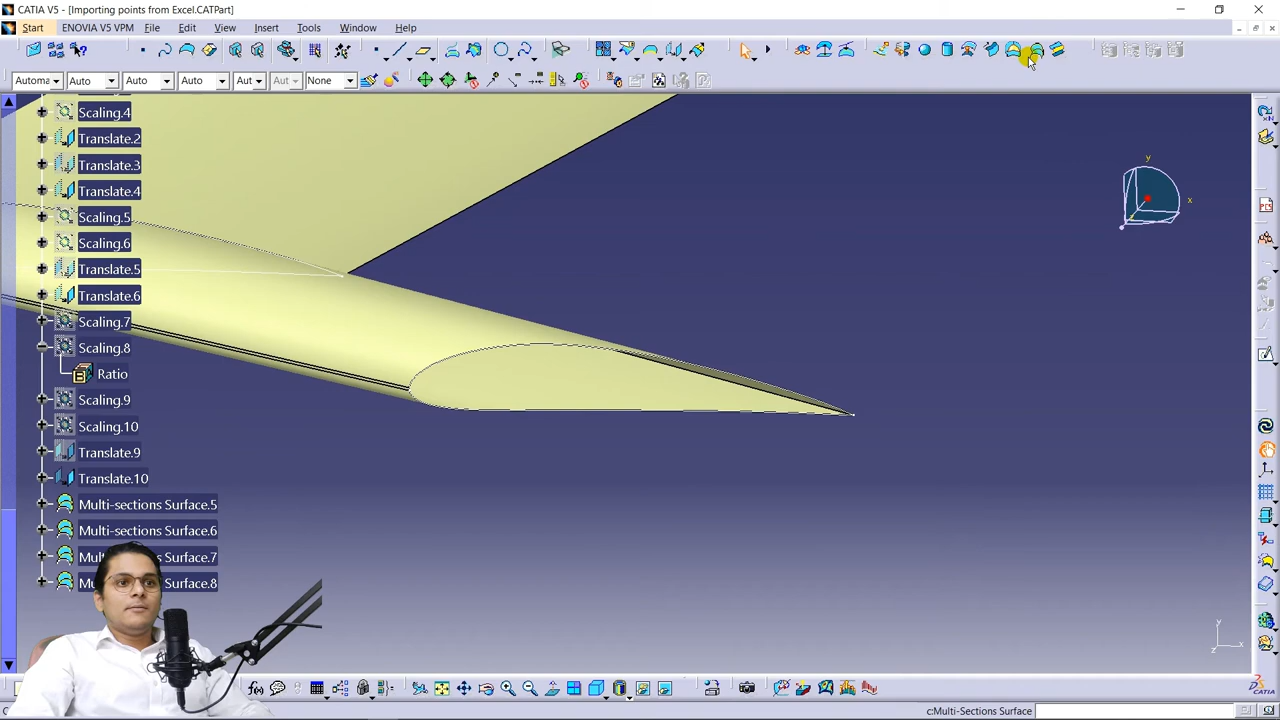 CATIA V5 - [Importing points from Excel.CATPart]
Start ENOVIA V5 VPM File Edit View Insert Tools Window Help
Automa Auto Auto Auto Aut Aut None
Scaling.4
Translate.2
Translate.3
Translate.4
Scaling.5
Scaling.6
Translate.5
Translate.6
Scaling.7
Scaling.8
Ratio
Scaling.9
Scaling.10
Translate.9
Translate.10
Multi-sections Surface.5
Multi-sections Surface.6
Surface.7
Surface.8
y
x
y
x
z
c:Multi-Sections Surface